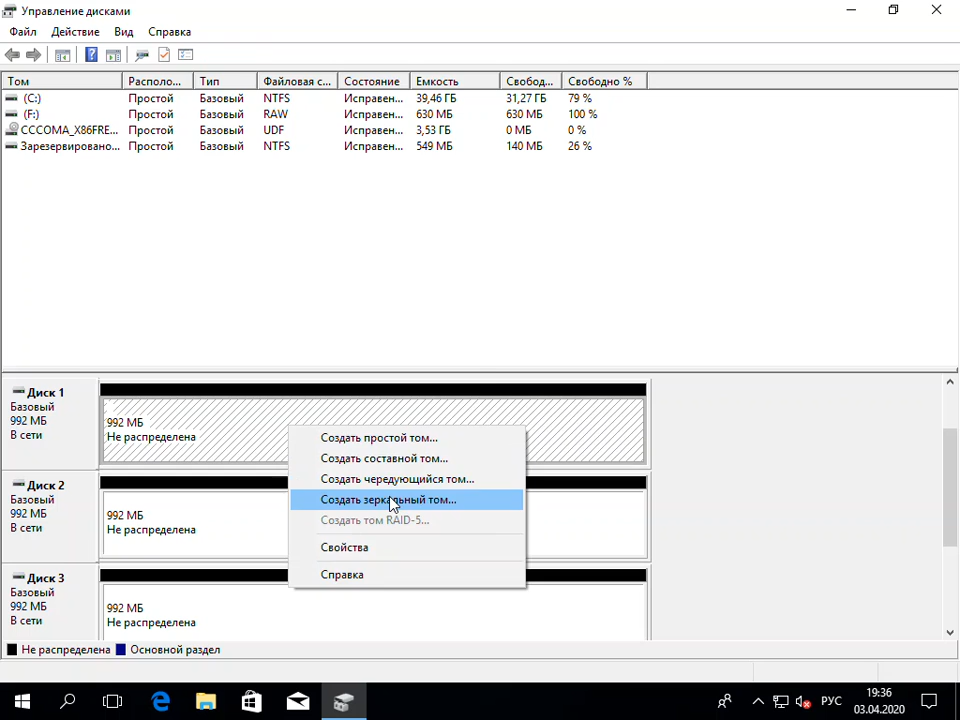 Управление дисками
Файл Действие Вид Справка
Том Располо... Тип Файловая с... Состояние Емкость Свобод... Свободно %
(C:) Простой Базовый NTFS Исправен... 39,46 ГБ 31,27 ГБ 79 %
(F:) Простой Базовый RAW Исправен... 630 МБ 630 МБ 100 %
CCCOMA_X86FRE... Простой Базовый UDF Исправен... 3,53 ГБ 0 МБ 0 %
Зарезервировано... Простой Базовый NTFS Исправен... 549 МБ 140 МБ 26 %
Диск 1
Базовый
992 МБ
В сети
992 МБ
Не распределена
Создать простой том...
Создать составной том...
Создать чередующийся том...
Создать зеркальный том...
Создать том RAID-5...
Свойства
Справка
Диск 2
Базовый
992 МБ
В сети
992 МБ
Не распределена
Диск 3
Базовый
992 МБ
В сети
992 МБ
Не распределена
Не распределена Основной раздел
РУС
19:36
03.04.2020